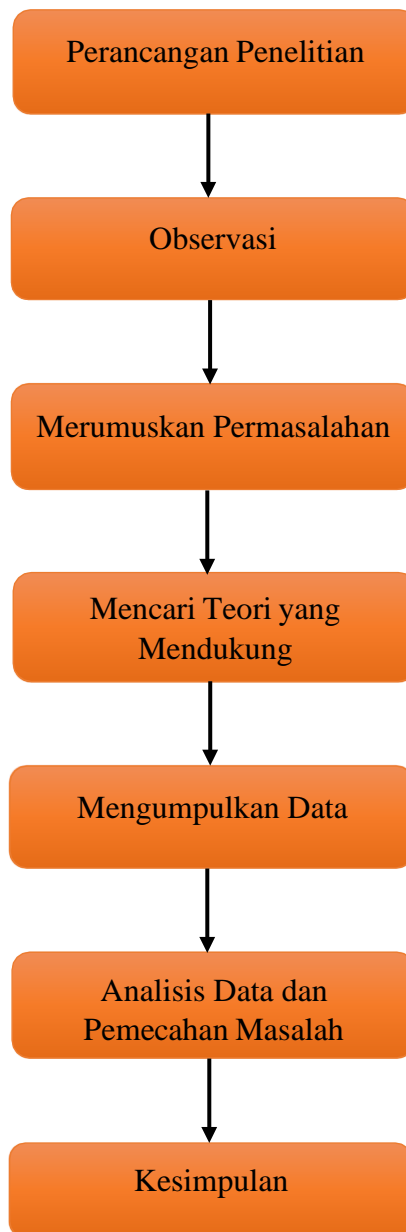 Perancangan Penelitian
Observasi
Merumuskan Permasalahan
Mencari Teori yang
Mendukung
Mengumpulkan Data
Analisis Data dan
Pemecahan Masalah
Kesimpulan